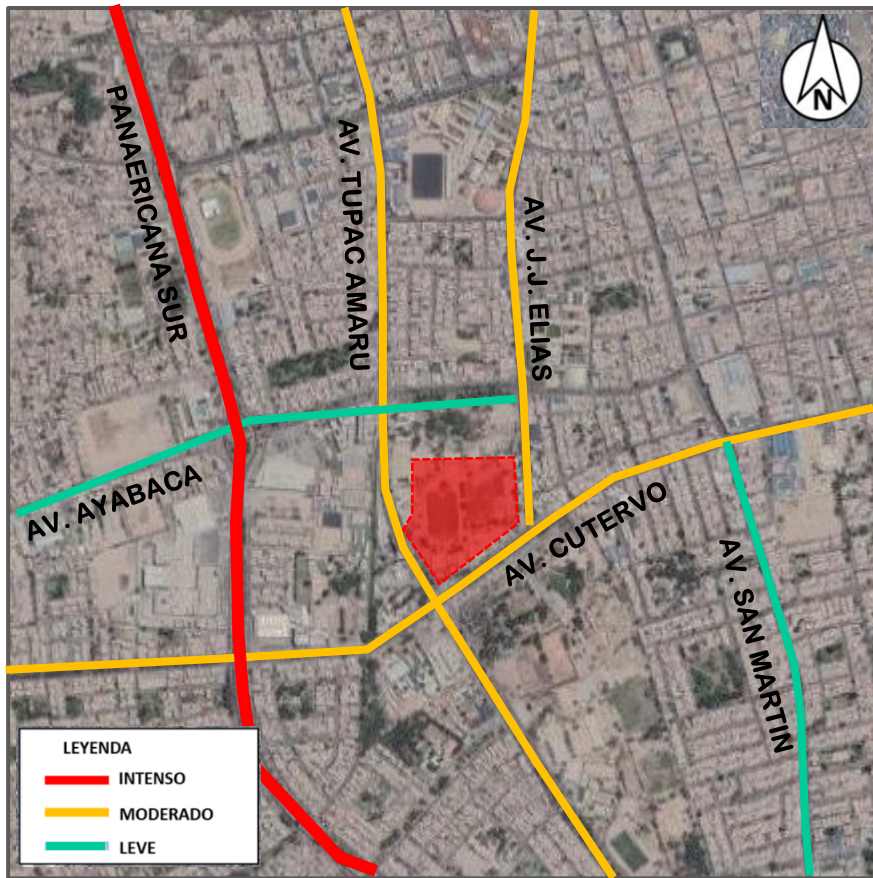 N
PANAERICANA SUR
AV. TUPAC AMARU
AV. J.J. ELIAS
AV. AYABACA
AV. CUTERVO
AV. SAN MARTIN
LEYENDA
INTENSO
MODERADO
LEVE